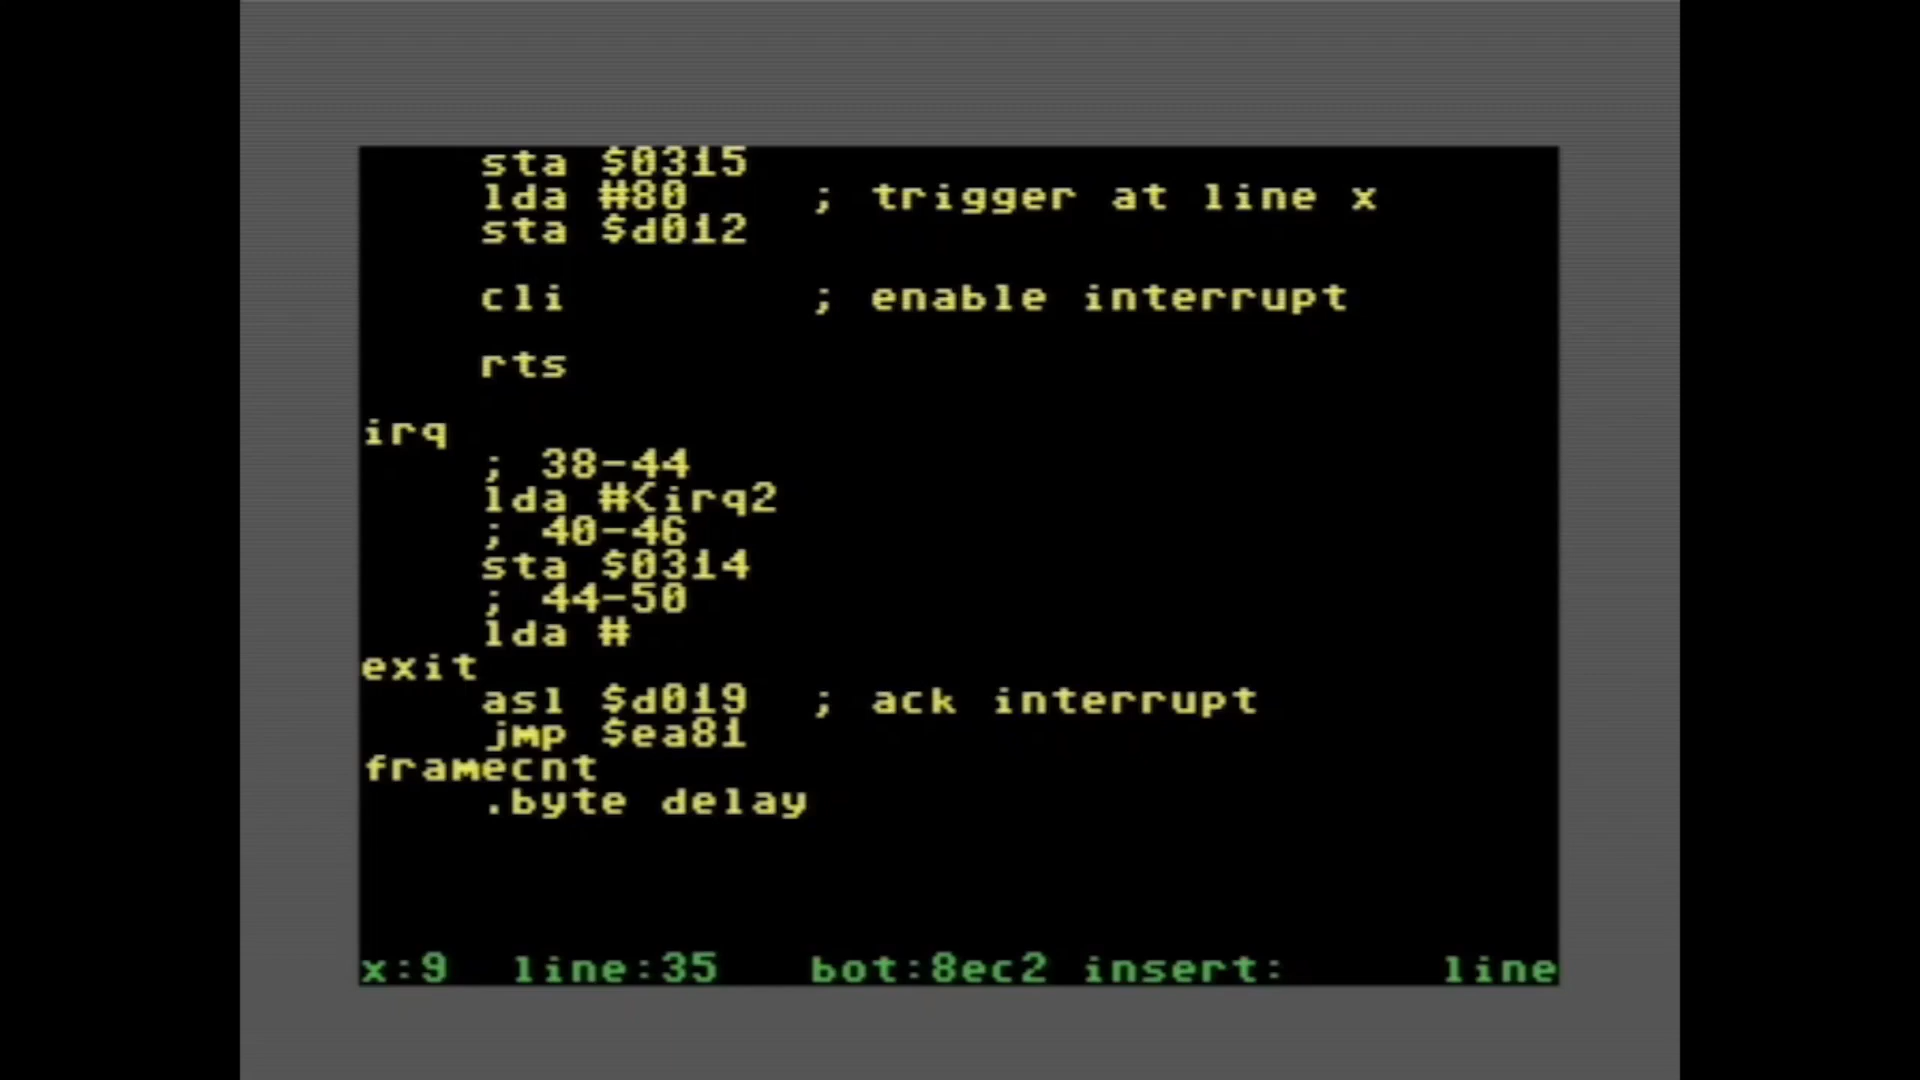 sta $0315
lda #80 ; trigger at line x
sta $d012
cli ; enable interrupt
rts
irq
; 38-44
lda #<irq2
; 40-46
sta $0314
; 44-50
lda #
exit
asl $d019 ; ack interrupt
jmp $ea81
framecnt
.byte delay
x:9 line:35 bot:8ec2 insert: line